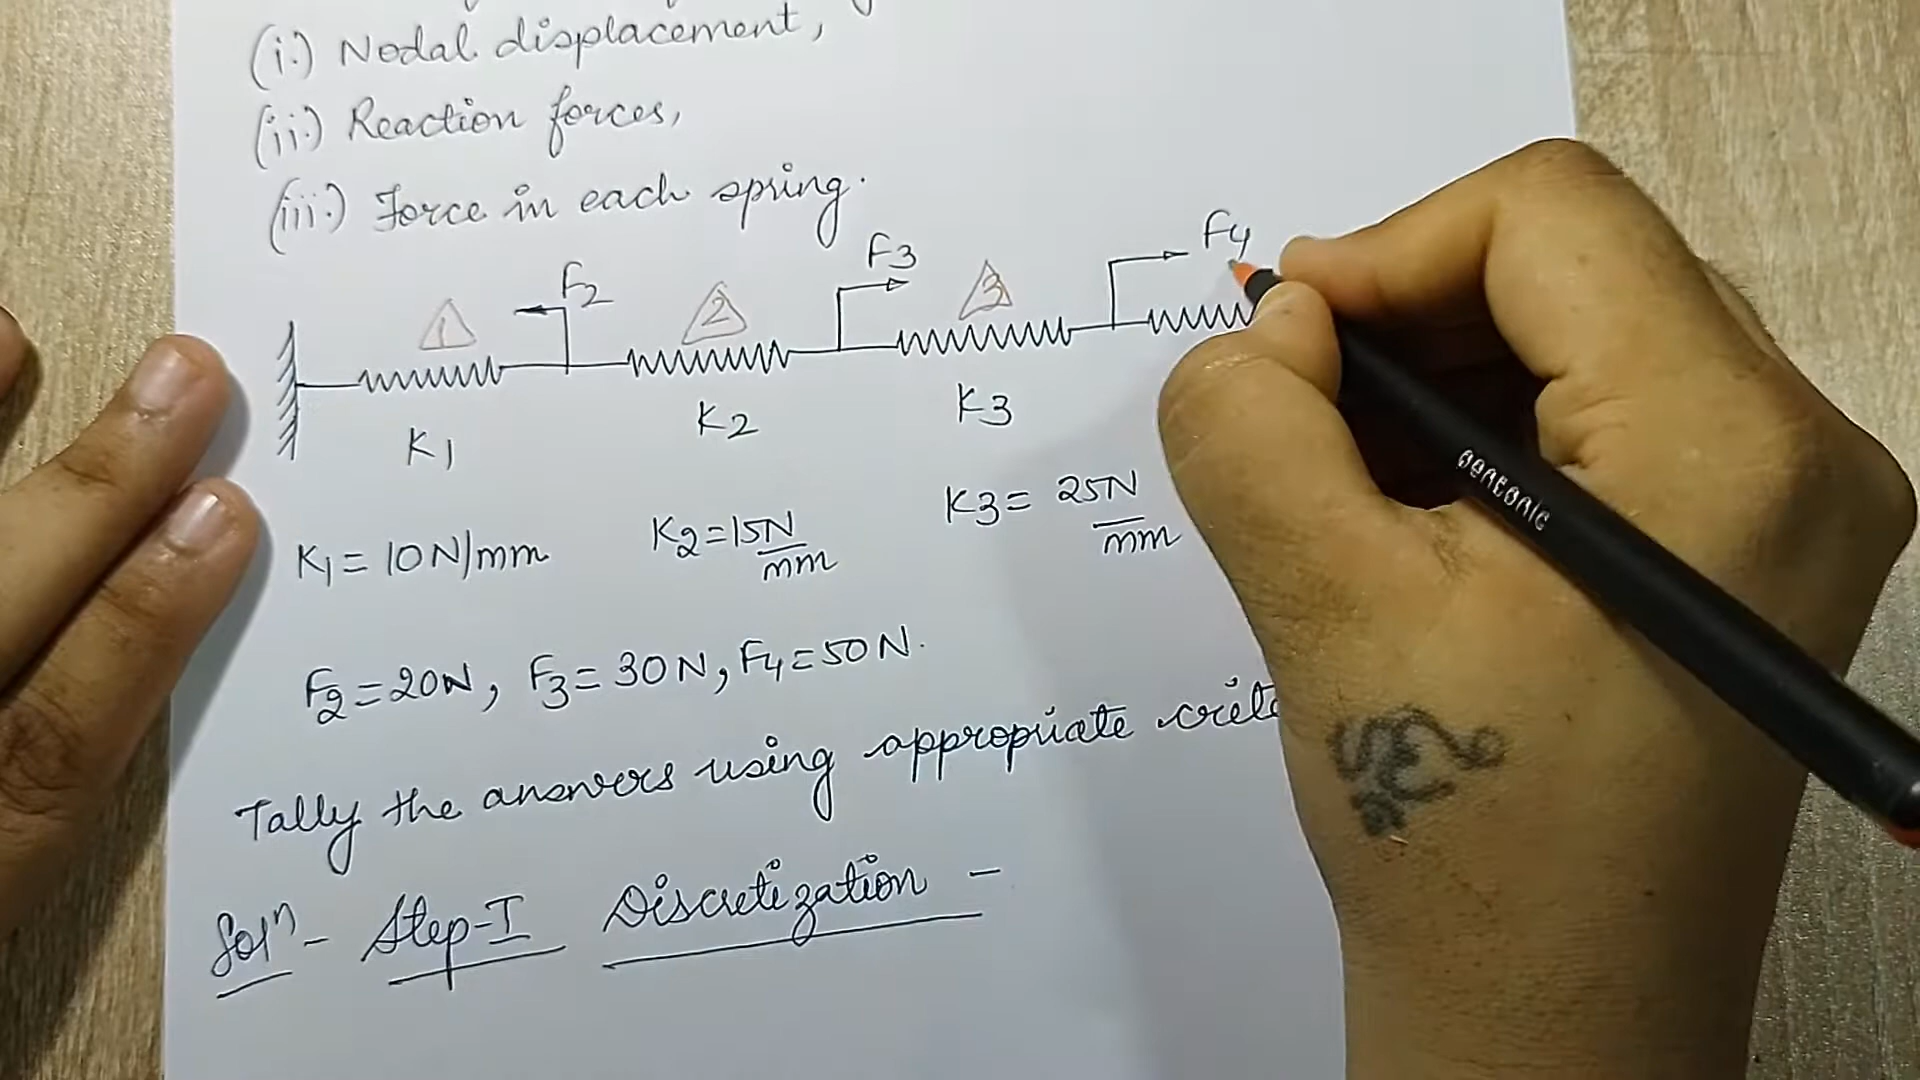 (i.) Nodal displacement,
(ii.) Reaction forces,
(iii.) Force in each spring.
F2 F3 F4
1 2 3
K1 K2 K3
K1 = 10N/mm K2 = 15N/mm K3 = 25N/mm
F2 = 20N, F3 = 30N, F4 = 50N.
Tally the answers using appropriate
Solⁿ - Step-I Discretization -
pentonic